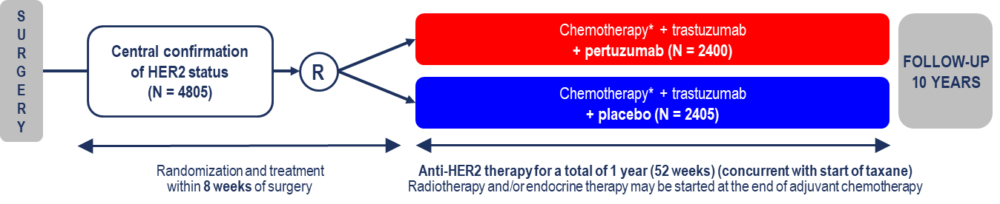 SURGERY
Central confirmation
of HER2 status
(N = 4805)
R
Chemotherapy* + trastuzumab
+ pertuzumab (N = 2400)
Chemotherapy* + trastuzumab
+ placebo (N = 2405)
FOLLOW-UP
10 YEARS
Randomization and treatment
within 8 weeks of surgery
Anti-HER2 therapy for a total of 1 year (52 weeks) (concurrent with start of taxane)
Radiotherapy and/or endocrine therapy may be started at the end of adjuvant chemotherapy